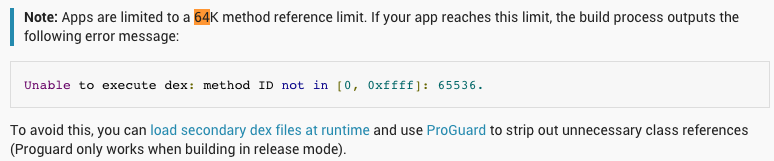 Note: Apps are limited to a 64K method reference limit. If your app reaches this limit, the build process outputs the
following error message:
Unable to execute dex: method ID not in [0, 0xffff]: 65536.
To avoid this, you can load secondary dex files at runtime and use ProGuard to strip out unnecessary class references
(Proguard only works when building in release mode).